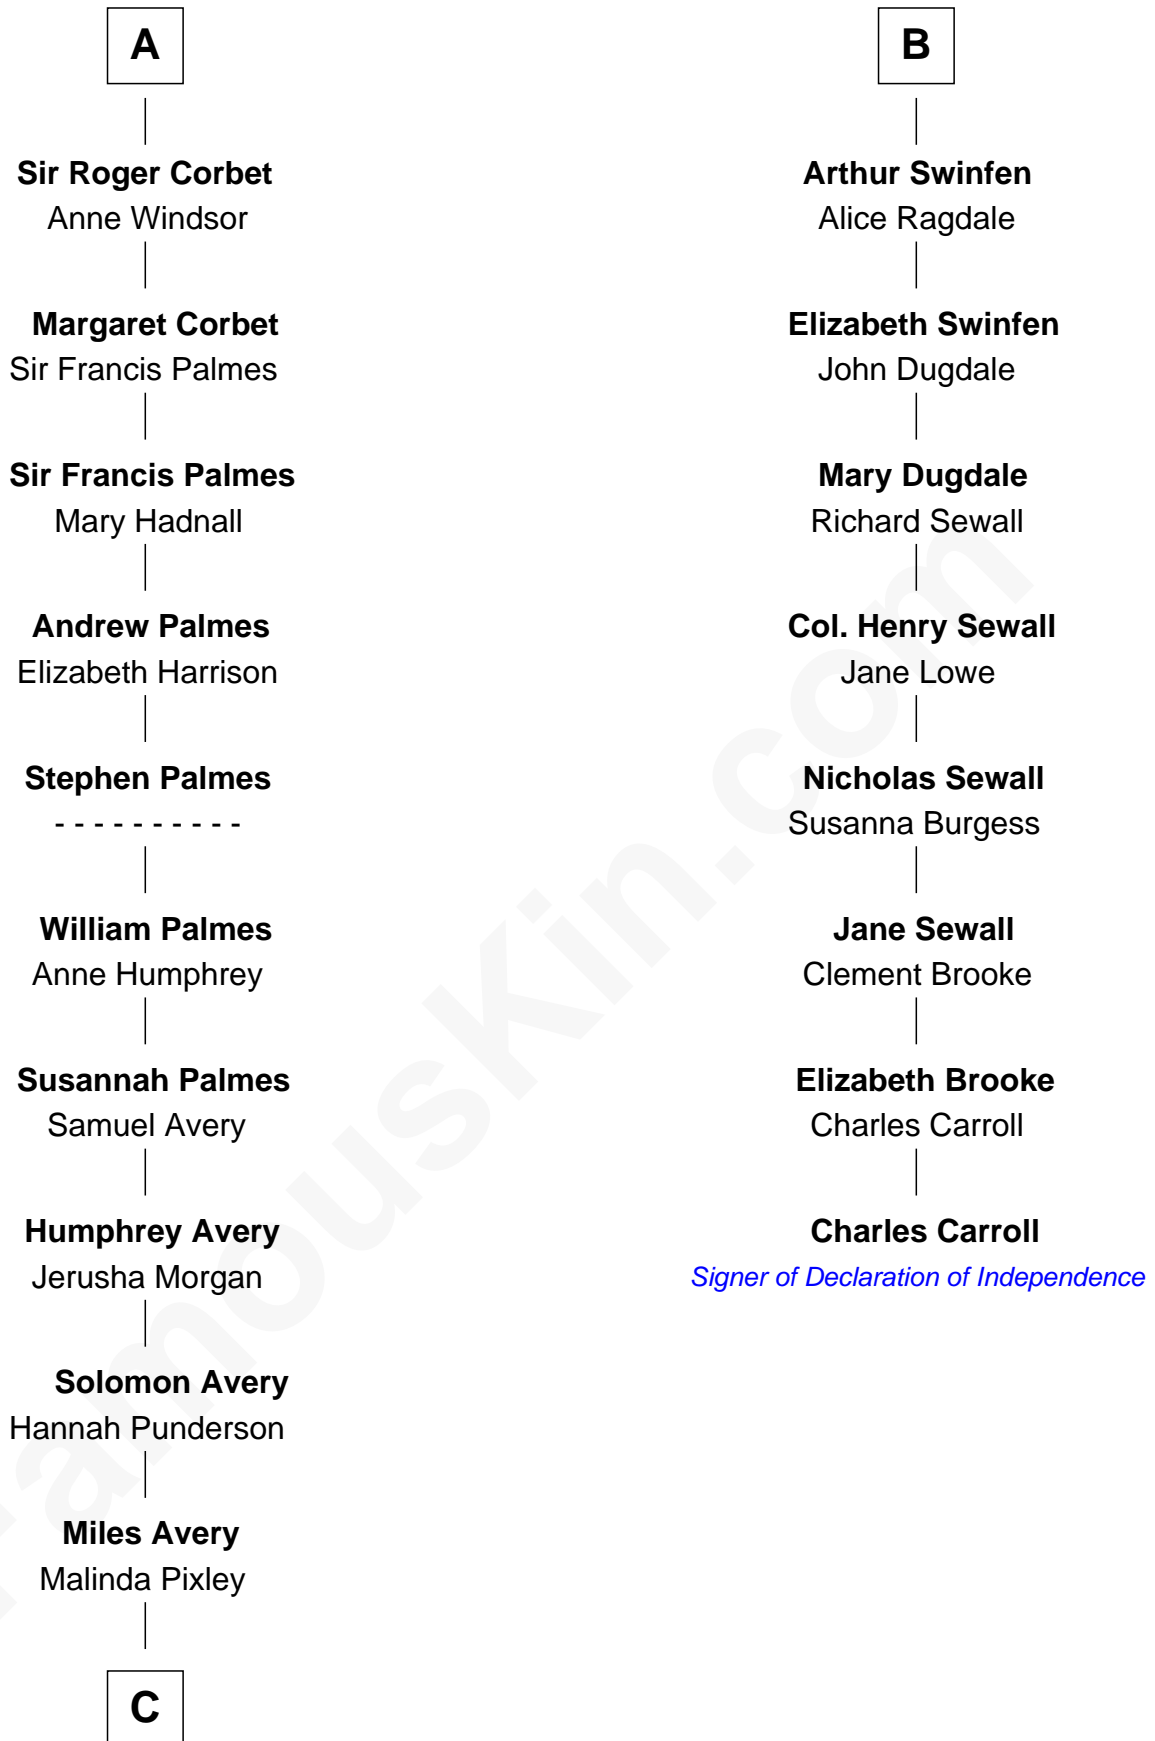 A
Sir Roger Corbet
Anne Windsor
Margaret Corbet
Sir Francis Palmes
Sir Francis Palmes
Mary Hadnall
Andrew Palmes
Elizabeth Harrison
Stephen Palmes
- - - - - - - - - -
William Palmes
Anne Humphrey
Susannah Palmes
Samuel Avery
Humphrey Avery
Jerusha Morgan
Solomon Avery
Hannah Punderson
Miles Avery
Malinda Pixley
C
B
Arthur Swinfen
Alice Ragdale
Elizabeth Swinfen
John Dugdale
Mary Dugdale
Richard Sewall
Col. Henry Sewall
Jane Lowe
Nicholas Sewall
Susanna Burgess
Jane Sewall
Clement Brooke
Elizabeth Brooke
Charles Carroll
Charles Carroll
Signer of Declaration of Independence
FamousKin.com